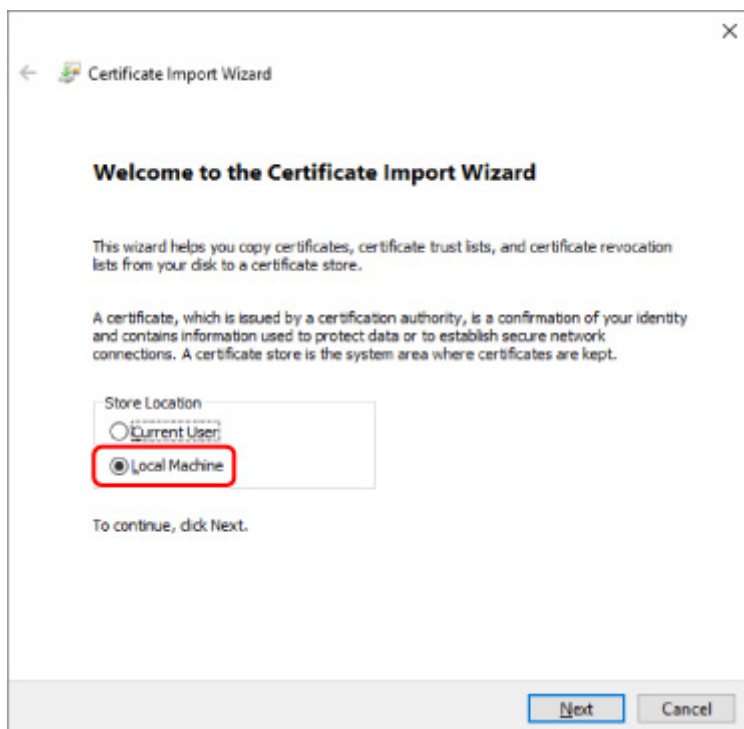 Certificate Import Wizard
Welcome to the Certificate Import Wizard
This wizard helps you copy certificates, certificate trust lists, and certificate revocation
lists from your disk to a certificate store.
A certificate, which is issued by a certification authority, is a confirmation of your identity
and contains information used to protect data or to establish secure network
connections. A certificate store is the system area where certificates are kept.
Store Location
Current User
Local Machine
To continue, click Next.
Next
Cancel